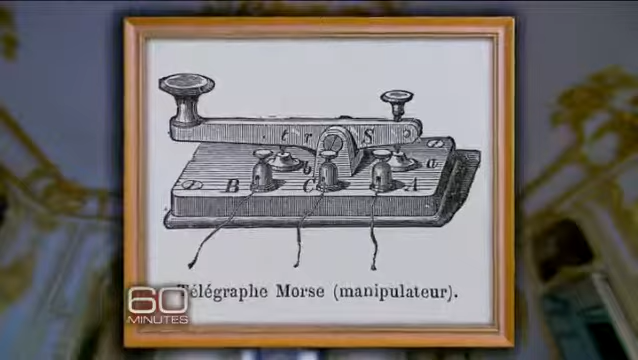 t r S
b a
B C A
Télégraphe Morse (manipulateur).
60
MINUTES